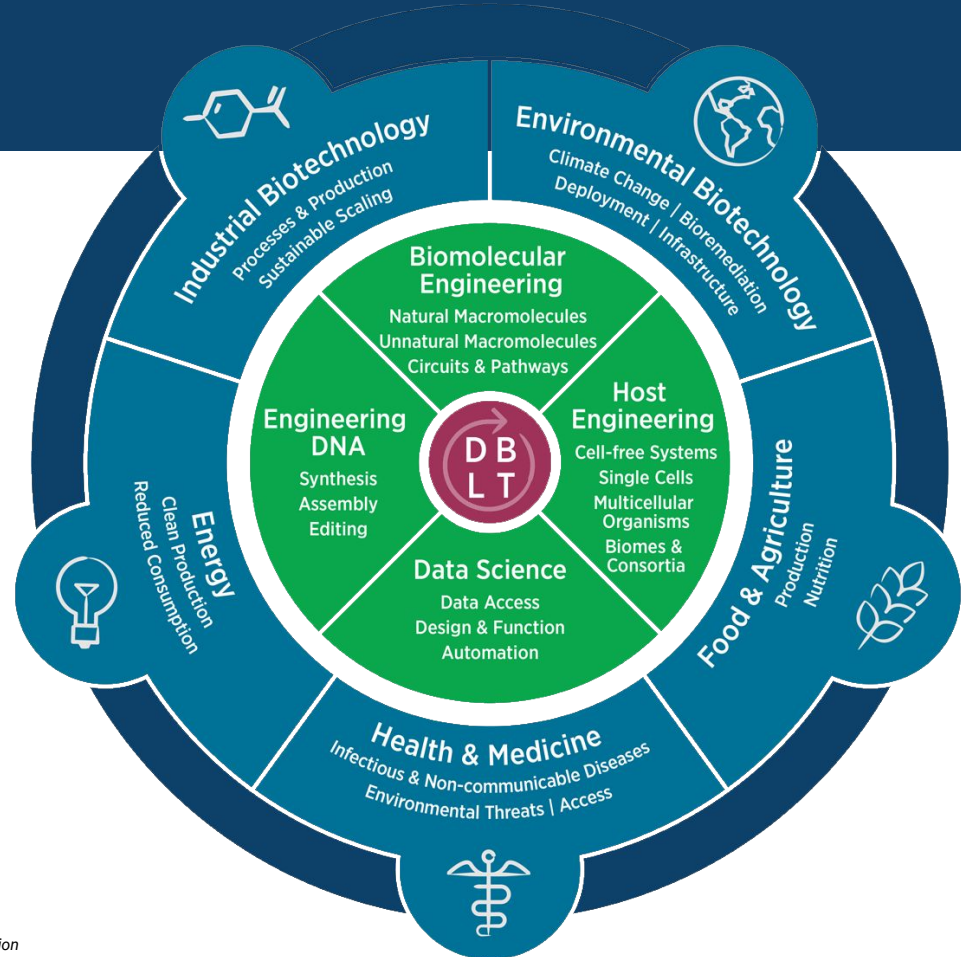 Industrial Biotechnology
Processes & Production
Sustainable Scaling
Environmental Biotechnology
Climate Change | Bioremediation
Deployment | Infrastructure
Biomolecular
Engineering
Natural Macromolecules
Unnatural Macromolecules
Circuits & Pathways
Engineering
DNA
Synthesis
Assembly
Editing
D B
L T
Host
Engineering
Cell-free Systems
Single Cells
Multicellular
Organisms
Biomes &
Consortia
Data Science
Data Access
Design & Function
Automation
Energy
Clean Production
Reduced Consumption
Food & Agriculture
Production
Nutrition
Health & Medicine
Infectious & Non-communicable Diseases
Environmental Threats | Access